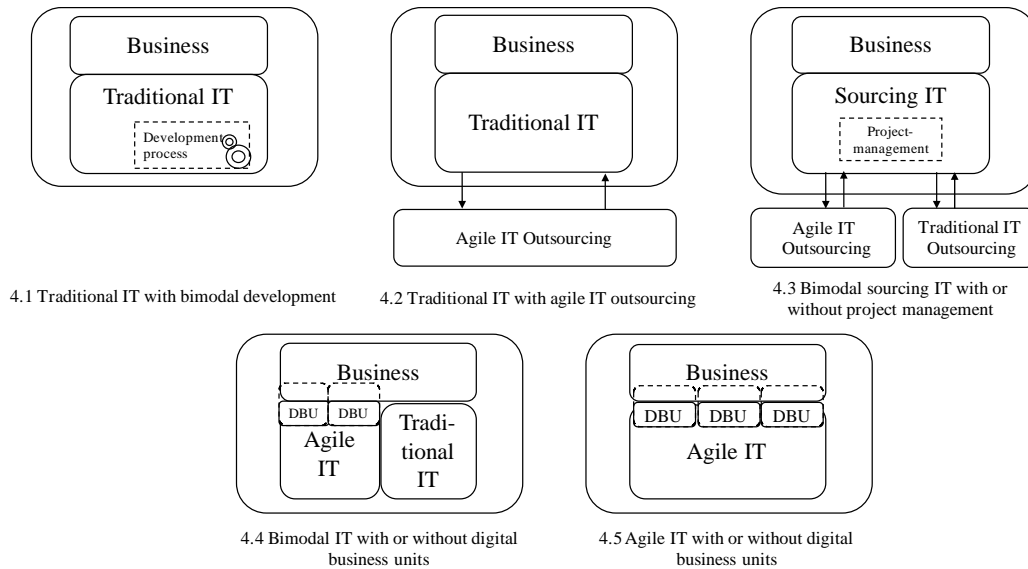 Business
Traditional IT
Development
process
4.1 Traditional IT with bimodal development
Business
Traditional IT
Agile IT Outsourcing
4.2 Traditional IT with agile IT outsourcing
Business
Sourcing IT
Project-
management
Agile IT
Outsourcing
Traditional IT
Outsourcing
4.3 Bimodal sourcing IT with or
without project management
Business
DBU
DBU
Agile
IT
Tradi-
tional
IT
4.4 Bimodal IT with or without digital
business units
Business
DBU
DBU
DBU
Agile IT
4.5 Agile IT with or without digital
business units